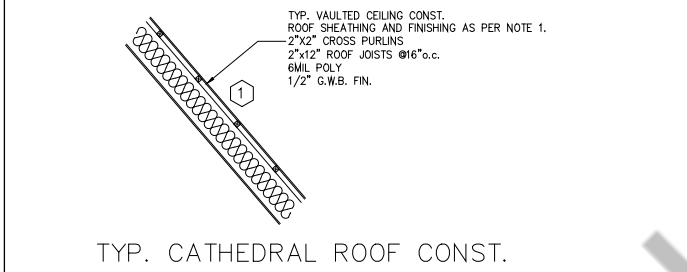 TYP. VAULTED CEILING CONST.
ROOF SHEATHING AND FINISHING AS PER NOTE 1.
2"X2" CROSS PURLINS
2"x12" ROOF JOISTS @16"o.c.
6MIL POLY
1/2" G.W.B. FIN.
1
TYP. CATHEDRAL ROOF CONST.